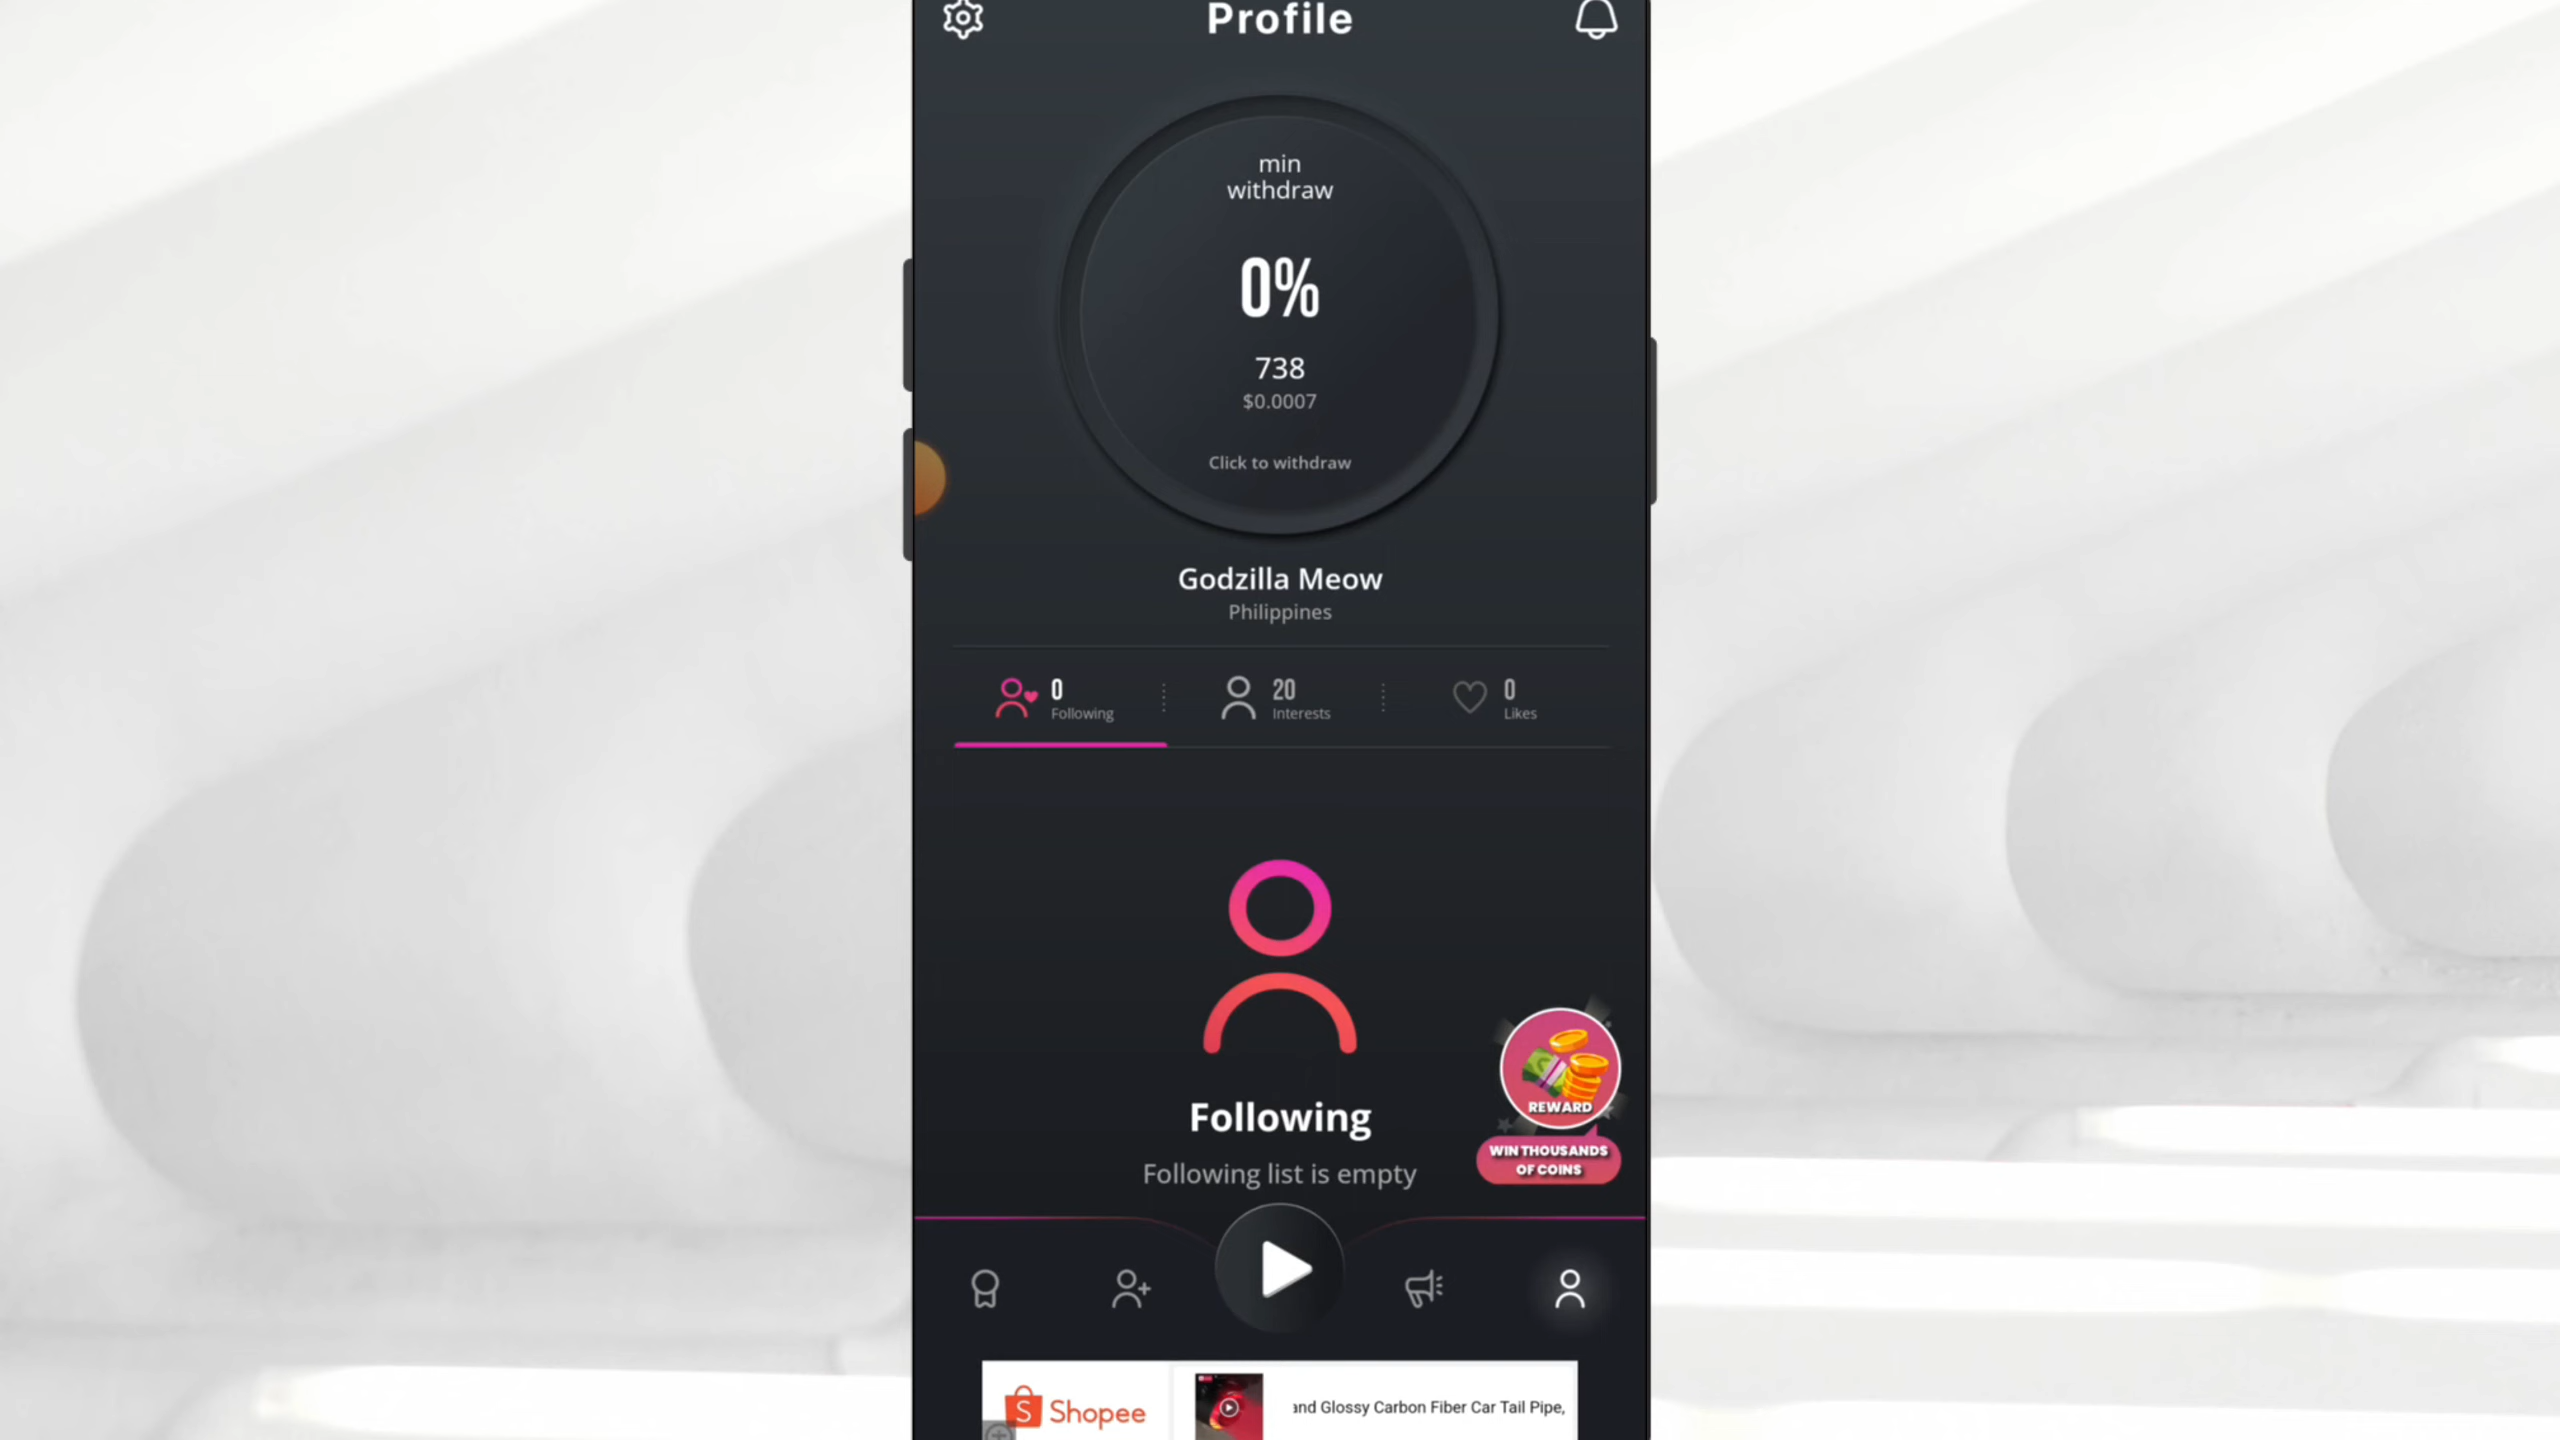 Profile
min
withdraw
0%
738
$0.0007
Click to withdraw
Godzilla Meow
Philippines
0
Following
20
Interests
0
Likes
Following
Following list is empty
REWARD
WIN THOUSANDS
OF COINS
S Shopee
and Glossy Carbon Fiber Car Tail Pipe,